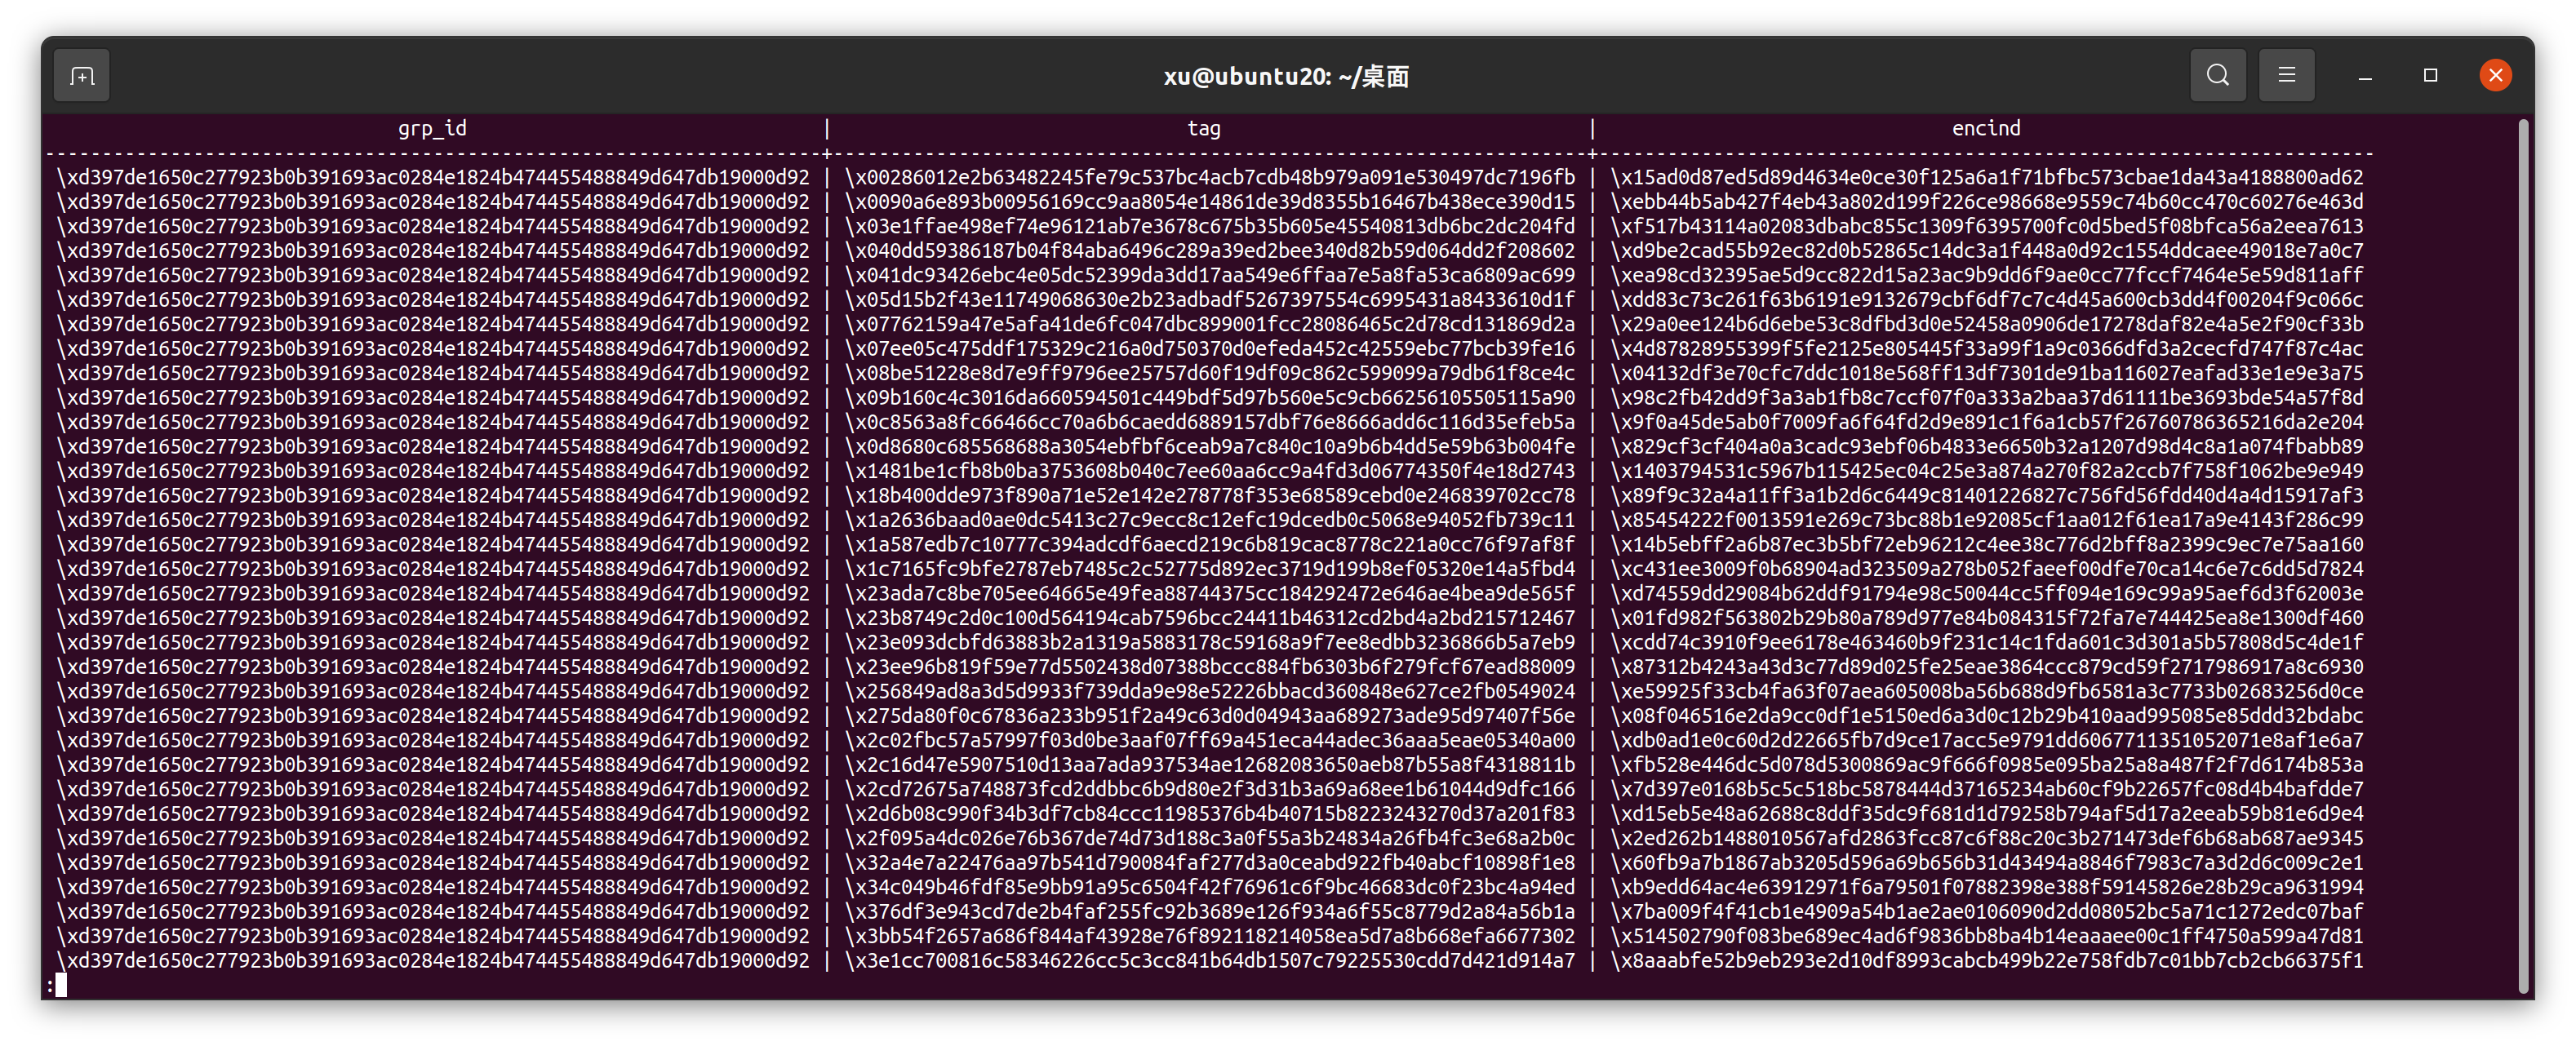 xu@ubuntu20: ~/桌面
grp_id | tag | encind
------------------------------------------------------------------+------------------------------------------------------------------+------------------------------------------------------------------
\xd397de1650c277923b0b391693ac0284e1824b474455488849d647db19000d92 | \x00286012e2b63482245fe79c537bc4acb7cdb48b979a091e530497dc7196fb | \x15ad0d87ed5d89d4634e0ce30f125a6a1f71bfbc573cbae1da43a4188800ad62
\xd397de1650c277923b0b391693ac0284e1824b474455488849d647db19000d92 | \x0090a6e893b00956169cc9aa8054e14861de39d8355b16467b438ece390d15 | \xebb44b5ab427f4eb43a802d199f226ce98668e9559c74b60cc470c60276e463d
\xd397de1650c277923b0b391693ac0284e1824b474455488849d647db19000d92 | \x03e1ffae498ef74e96121ab7e3678c675b35b605e45540813db6bc2dc204fd | \xf517b43114a02083dbabc855c1309f6395700fc0d5bed5f08bfca56a2eea7613
\xd397de1650c277923b0b391693ac0284e1824b474455488849d647db19000d92 | \x040dd59386187b04f84aba6496c289a39ed2bee340d82b59d064dd2f208602 | \xd9be2cad55b92ec82d0b52865c14dc3a1f448a0d92c1554ddcaee49018e7a0c7
\xd397de1650c277923b0b391693ac0284e1824b474455488849d647db19000d92 | \x041dc93426ebc4e05dc52399da3dd17aa549e6ffaa7e5a8fa53ca6809ac699 | \xea98cd32395ae5d9cc822d15a23ac9b9dd6f9ae0cc77fccf7464e5e59d811aff
\xd397de1650c277923b0b391693ac0284e1824b474455488849d647db19000d92 | \x05d15b2f43e11749068630e2b23adbadf5267397554c6995431a8433610d1f | \xdd83c73c261f63b6191e9132679cbf6df7c7c4d45a600cb3dd4f00204f9c066c
\xd397de1650c277923b0b391693ac0284e1824b474455488849d647db19000d92 | \x07762159a47e5afa41de6fc047dbc899001fcc28086465c2d78cd131869d2a | \x29a0ee124b6d6ebe53c8dfbd3d0e52458a0906de17278daf82e4a5e2f90cf33b
\xd397de1650c277923b0b391693ac0284e1824b474455488849d647db19000d92 | \x07ee05c475ddf175329c216a0d750370d0efeda452c42559ebc77bcb39fe16 | \x4d87828955399f5fe2125e805445f33a99f1a9c0366dfd3a2cecfd747f87c4ac
\xd397de1650c277923b0b391693ac0284e1824b474455488849d647db19000d92 | \x08be51228e8d7e9ff9796ee25757d60f19df09c862c599099a79db61f8ce4c | \x04132df3e70cfc7ddc1018e568ff13df7301de91ba116027eafad33e1e9e3a75
\xd397de1650c277923b0b391693ac0284e1824b474455488849d647db19000d92 | \x09b160c4c3016da660594501c449bdf5d97b560e5c9cb66256105505115a90 | \x98c2fb42dd9f3a3ab1fb8c7ccf07f0a333a2baa37d61111be3693bde54a57f8d
\xd397de1650c277923b0b391693ac0284e1824b474455488849d647db19000d92 | \x0c8563a8fc66466cc70a6b6caedd6889157dbf76e8666add6c116d35efeb5a | \x9f0a45de5ab0f7009fa6f64fd2d9e891c1f6a1cb57f26760786365216da2e204
\xd397de1650c277923b0b391693ac0284e1824b474455488849d647db19000d92 | \x0d8680c685568688a3054ebfbf6ceab9a7c840c10a9b6b4dd5e59b63b004fe | \x829cf3cf404a0a3cadc93ebf06b4833e6650b32a1207d98d4c8a1a074fbabb89
\xd397de1650c277923b0b391693ac0284e1824b474455488849d647db19000d92 | \x1481be1cfb8b0ba3753608b040c7ee60aa6cc9a4fd3d06774350f4e18d2743 | \x1403794531c5967b115425ec04c25e3a874a270f82a2ccb7f758f1062be9e949
\xd397de1650c277923b0b391693ac0284e1824b474455488849d647db19000d92 | \x18b400dde973f890a71e52e142e278778f353e68589cebd0e246839702cc78 | \x89f9c32a4a11ff3a1b2d6c6449c81401226827c756fd56fdd40d4a4d15917af3
\xd397de1650c277923b0b391693ac0284e1824b474455488849d647db19000d92 | \x1a2636baad0ae0dc5413c27c9ecc8c12efc19dcedb0c5068e94052fb739c11 | \x85454222f0013591e269c73bc88b1e92085cf1aa012f61ea17a9e4143f286c99
\xd397de1650c277923b0b391693ac0284e1824b474455488849d647db19000d92 | \x1a587edb7c10777c394adcdf6aecd219c6b819cac8778c221a0cc76f97af8f | \x14b5ebff2a6b87ec3b5bf72eb96212c4ee38c776d2bff8a2399c9ec7e75aa160
\xd397de1650c277923b0b391693ac0284e1824b474455488849d647db19000d92 | \x1c7165fc9bfe2787eb7485c2c52775d892ec3719d199b8ef05320e14a5fbd4 | \xc431ee3009f0b68904ad323509a278b052faeef00dfe70ca14c6e7c6dd5d7824
\xd397de1650c277923b0b391693ac0284e1824b474455488849d647db19000d92 | \x23ada7c8be705ee64665e49fea88744375cc184292472e646ae4bea9de565f | \xd74559dd29084b62ddf91794e98c50044cc5ff094e169c99a95aef6d3f62003e
\xd397de1650c277923b0b391693ac0284e1824b474455488849d647db19000d92 | \x23b8749c2d0c100d564194cab7596bcc24411b46312cd2bd4a2bd215712467 | \x01fd982f563802b29b80a789d977e84b084315f72fa7e744425ea8e1300df460
\xd397de1650c277923b0b391693ac0284e1824b474455488849d647db19000d92 | \x23e093dcbfd63883b2a1319a5883178c59168a9f7ee8edbb3236866b5a7eb9 | \xcdd74c3910f9ee6178e463460b9f231c14c1fda601c3d301a5b57808d5c4de1f
\xd397de1650c277923b0b391693ac0284e1824b474455488849d647db19000d92 | \x23ee96b819f59e77d5502438d07388bccc884fb6303b6f279fcf67ead88009 | \x87312b4243a43d3c77d89d025fe25eae3864ccc879cd59f2717986917a8c6930
\xd397de1650c277923b0b391693ac0284e1824b474455488849d647db19000d92 | \x256849ad8a3d5d9933f739dda9e98e52226bbacd360848e627ce2fb0549024 | \xe59925f33cb4fa63f07aea605008ba56b688d9fb6581a3c7733b02683256d0ce
\xd397de1650c277923b0b391693ac0284e1824b474455488849d647db19000d92 | \x275da80f0c67836a233b951f2a49c63d0d04943aa689273ade95d97407f56e | \x08f046516e2da9cc0df1e5150ed6a3d0c12b29b410aad995085e85ddd32bdabc
\xd397de1650c277923b0b391693ac0284e1824b474455488849d647db19000d92 | \x2c02fbc57a57997f03d0be3aaf07ff69a451eca44adec36aaa5eae05340a00 | \xdb0ad1e0c60d2d22665fb7d9ce17acc5e9791dd6067711351052071e8af1e6a7
\xd397de1650c277923b0b391693ac0284e1824b474455488849d647db19000d92 | \x2c16d47e5907510d13aa7ada937534ae12682083650aeb87b55a8f4318811b | \xfb528e446dc5d078d5300869ac9f666f0985e095ba25a8a487f2f7d6174b853a
\xd397de1650c277923b0b391693ac0284e1824b474455488849d647db19000d92 | \x2cd72675a748873fcd2ddbbc6b9d80e2f3d31b3a69a68ee1b61044d9dfc166 | \x7d397e0168b5c5c518bc5878444d37165234ab60cf9b22657fc08d4b4bafdde7
\xd397de1650c277923b0b391693ac0284e1824b474455488849d647db19000d92 | \x2d6b08c990f34b3df7cb84ccc11985376b4b40715b8223243270d37a201f83 | \xd15eb5e48a62688c8ddf35dc9f681d1d79258b794af5d17a2eeab59b81e6d9e4
\xd397de1650c277923b0b391693ac0284e1824b474455488849d647db19000d92 | \x2f095a4dc026e76b367de74d73d188c3a0f55a3b24834a26fb4fc3e68a2b0c | \x2ed262b1488010567afd2863fcc87c6f88c20c3b271473def6b68ab687ae9345
\xd397de1650c277923b0b391693ac0284e1824b474455488849d647db19000d92 | \x32a4e7a22476aa97b541d790084faf277d3a0ceabd922fb40abcf10898f1e8 | \x60fb9a7b1867ab3205d596a69b656b31d43494a8846f7983c7a3d2d6c009c2e1
\xd397de1650c277923b0b391693ac0284e1824b474455488849d647db19000d92 | \x34c049b46fdf85e9bb91a95c6504f42f76961c6f9bc46683dc0f23bc4a94ed | \xb9edd64ac4e63912971f6a79501f07882398e388f59145826e28b29ca9631994
\xd397de1650c277923b0b391693ac0284e1824b474455488849d647db19000d92 | \x376df3e943cd7de2b4faf255fc92b3689e126f934a6f55c8779d2a84a56b1a | \x7ba009f4f41cb1e4909a54b1ae2ae0106090d2dd08052bc5a71c1272edc07baf
\xd397de1650c277923b0b391693ac0284e1824b474455488849d647db19000d92 | \x3bb54f2657a686f844af43928e76f892118214058ea5d7a8b668efa6677302 | \x514502790f083be689ec4ad6f9836bb8ba4b14eaaaee00c1ff4750a599a47d81
\xd397de1650c277923b0b391693ac0284e1824b474455488849d647db19000d92 | \x3e1cc700816c58346226cc5c3cc841b64db1507c79225530cdd7d421d914a7 | \x8aaabfe52b9eb293e2d10df8993cabcb499b22e758fdb7c01bb7cb2cb66375f1
: